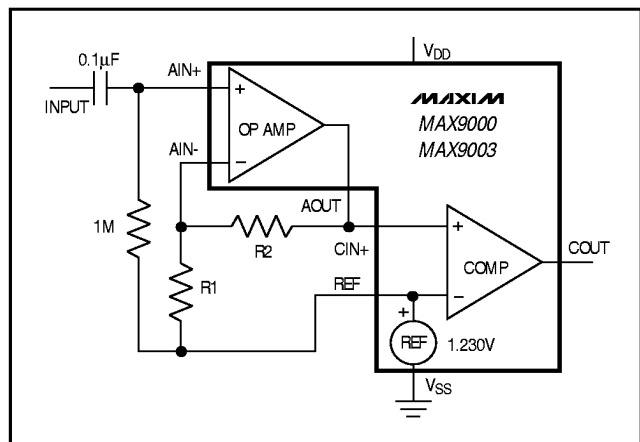 0.1µF
INPUT
AIN+
AIN-
+
OP AMP
−
VDD
MAXIM
MAX9000
MAX9003
1M
R2
AOUT
CIN+
R1
REF
+
COMP
−
COUT
+
REF
1.230V
VSS